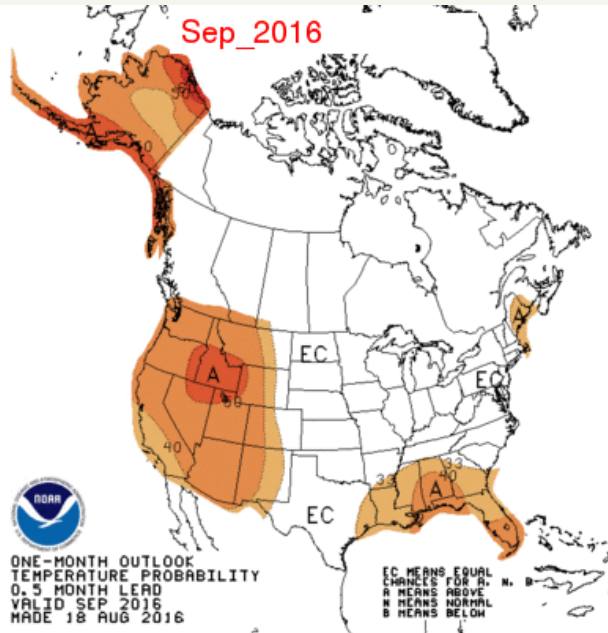 Sep_2016
50
A
0
A
EC
A
50
EC
40
33
33
40
A
EC
NOAA
ONE-MONTH OUTLOOK
TEMPERATURE PROBABILITY
0.5 MONTH LEAD
VALID SEP 2016
MADE 18 AUG 2016
EC MEANS EQUAL
CHANCES FOR A, N, B
A MEANS ABOVE
N MEANS NORMAL
B MEANS BELOW